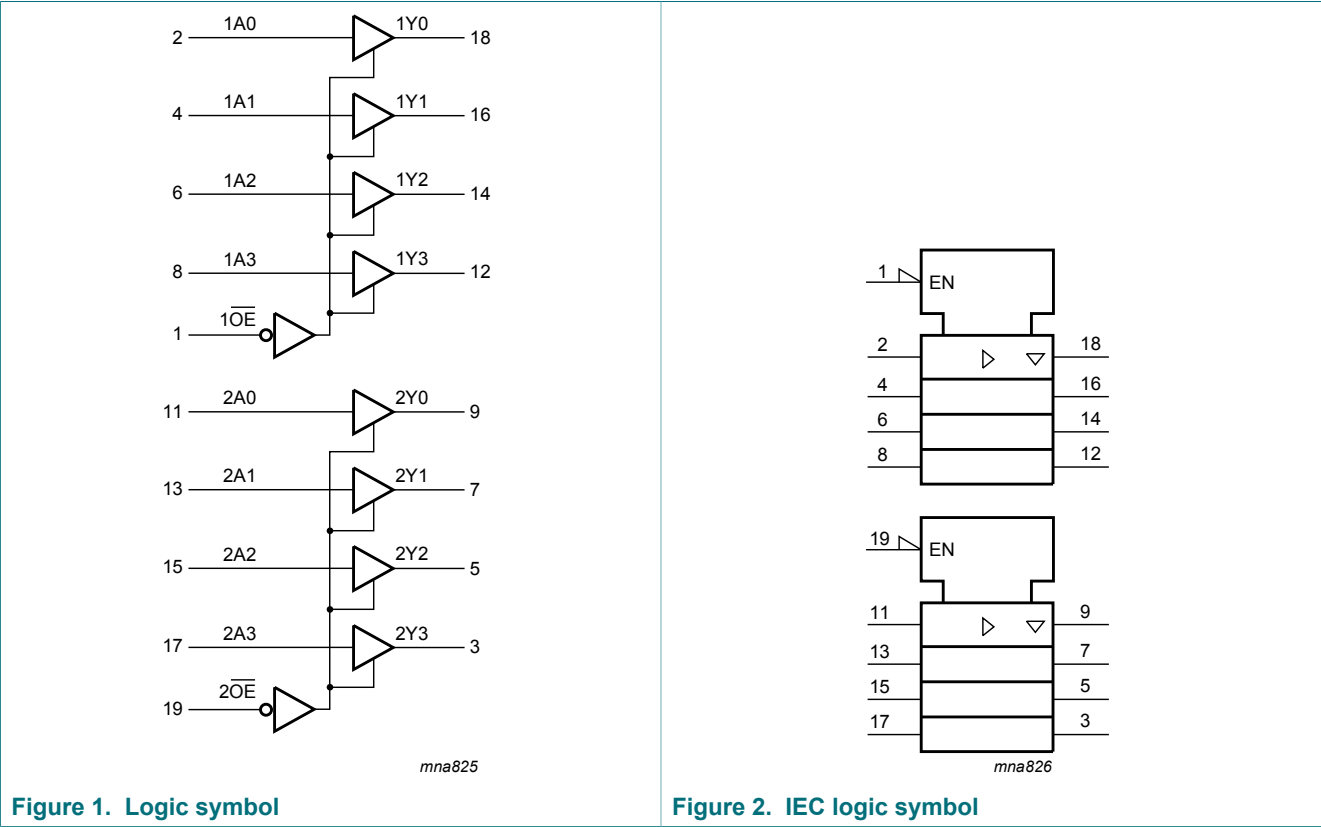 2 1A0 1Y0 18
4 1A1 1Y1 16
6 1A2 1Y2 14
8 1A3 1Y3 12
1 1O̅E̅
11 2A0 2Y0 9
13 2A1 2Y1 7
15 2A2 2Y2 5
17 2A3 2Y3 3
19 2O̅E̅
mna825
Figure 1. Logic symbol
1 EN
2 18
4 16
6 14
8 12
19 EN
11 9
13 7
15 5
17 3
mna826
Figure 2. IEC logic symbol